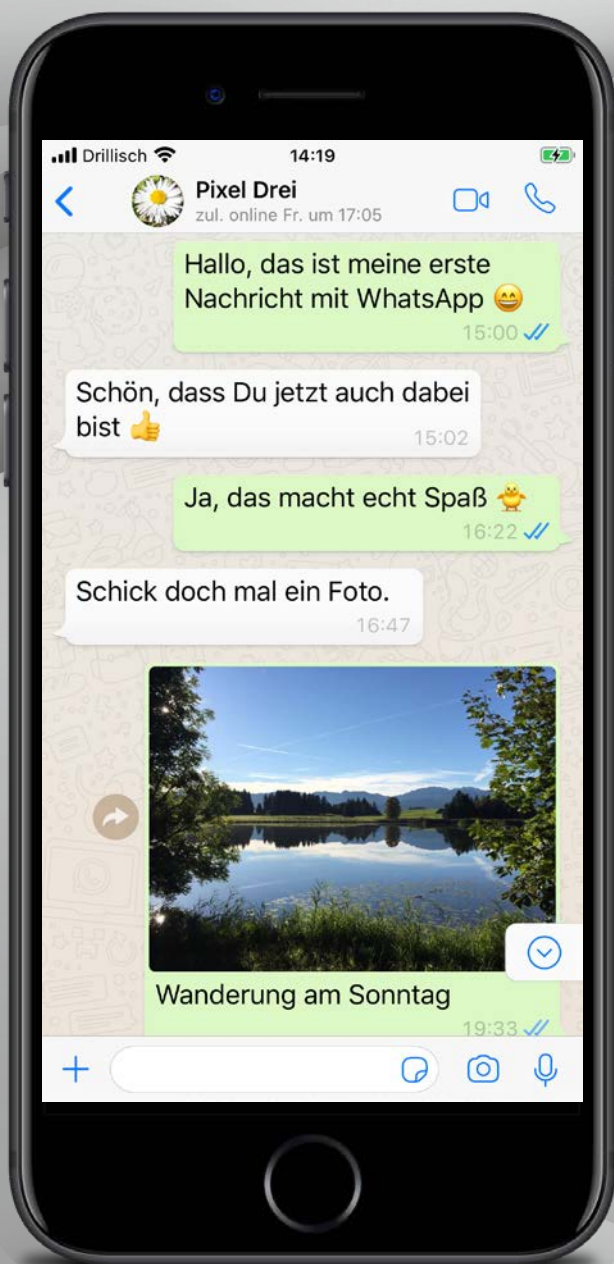 Drillisch
14:19
Pixel Drei
zul. online Fr. um 17:05
Hallo, das ist meine erste
Nachricht mit WhatsApp 😄
15:00
Schön, dass Du jetzt auch dabei
bist 👍
15:02
Ja, das macht echt Spaß 🐥
16:22
Schick doch mal ein Foto.
16:47
Wanderung am Sonntag
19:33